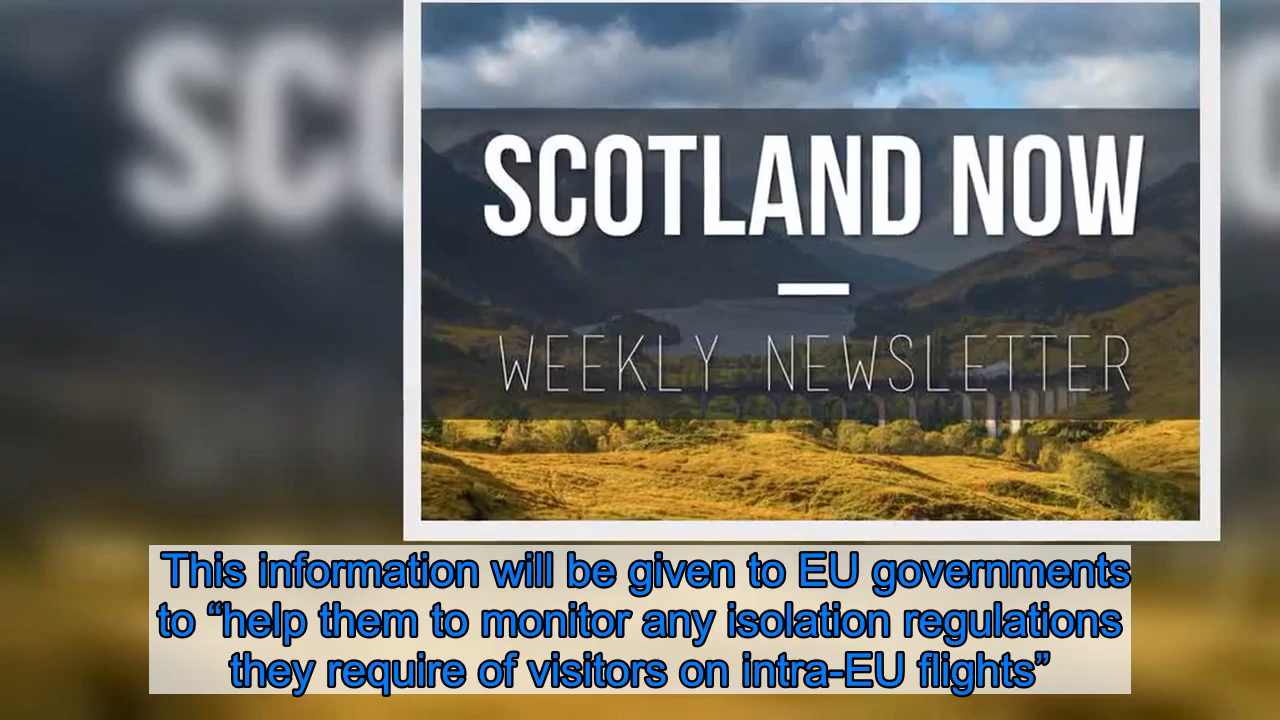 SCOTLAND NOW
WEEKLY NEWSLETTER
This information will be given to EU governments
to “help them to monitor any isolation regulations
they require of visitors on intra-EU flights”